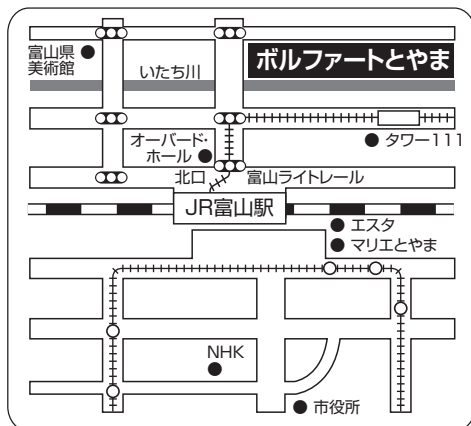 富山県
美術館
いたち川
ボルファートとやま
オーバード・
ホール
タワー111
北口
富山ライトレール
JR富山駅
エスタ
マリエとやま
NHK
市役所